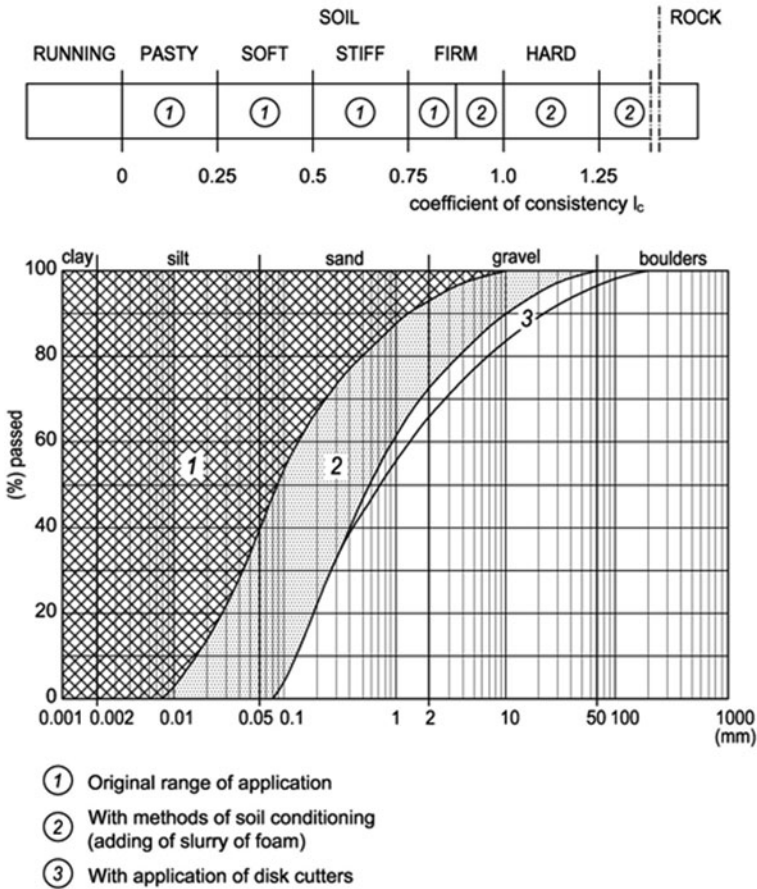 SOIL ROCK
RUNNING PASTY SOFT STIFF FIRM HARD
1 1 1 1 2 2 2
0 0.25 0.5 0.75 1.0 1.25
coefficient of consistency Ic
clay silt sand gravel boulders
100
80
60
40
20
0
(%) passed
1 2 3
0.001 0.002 0.01 0.05 0.1 1 2 10 50 100 1000
(mm)
1 Original range of application
2 With methods of soil conditioning
(adding of slurry of foam)
3 With application of disk cutters